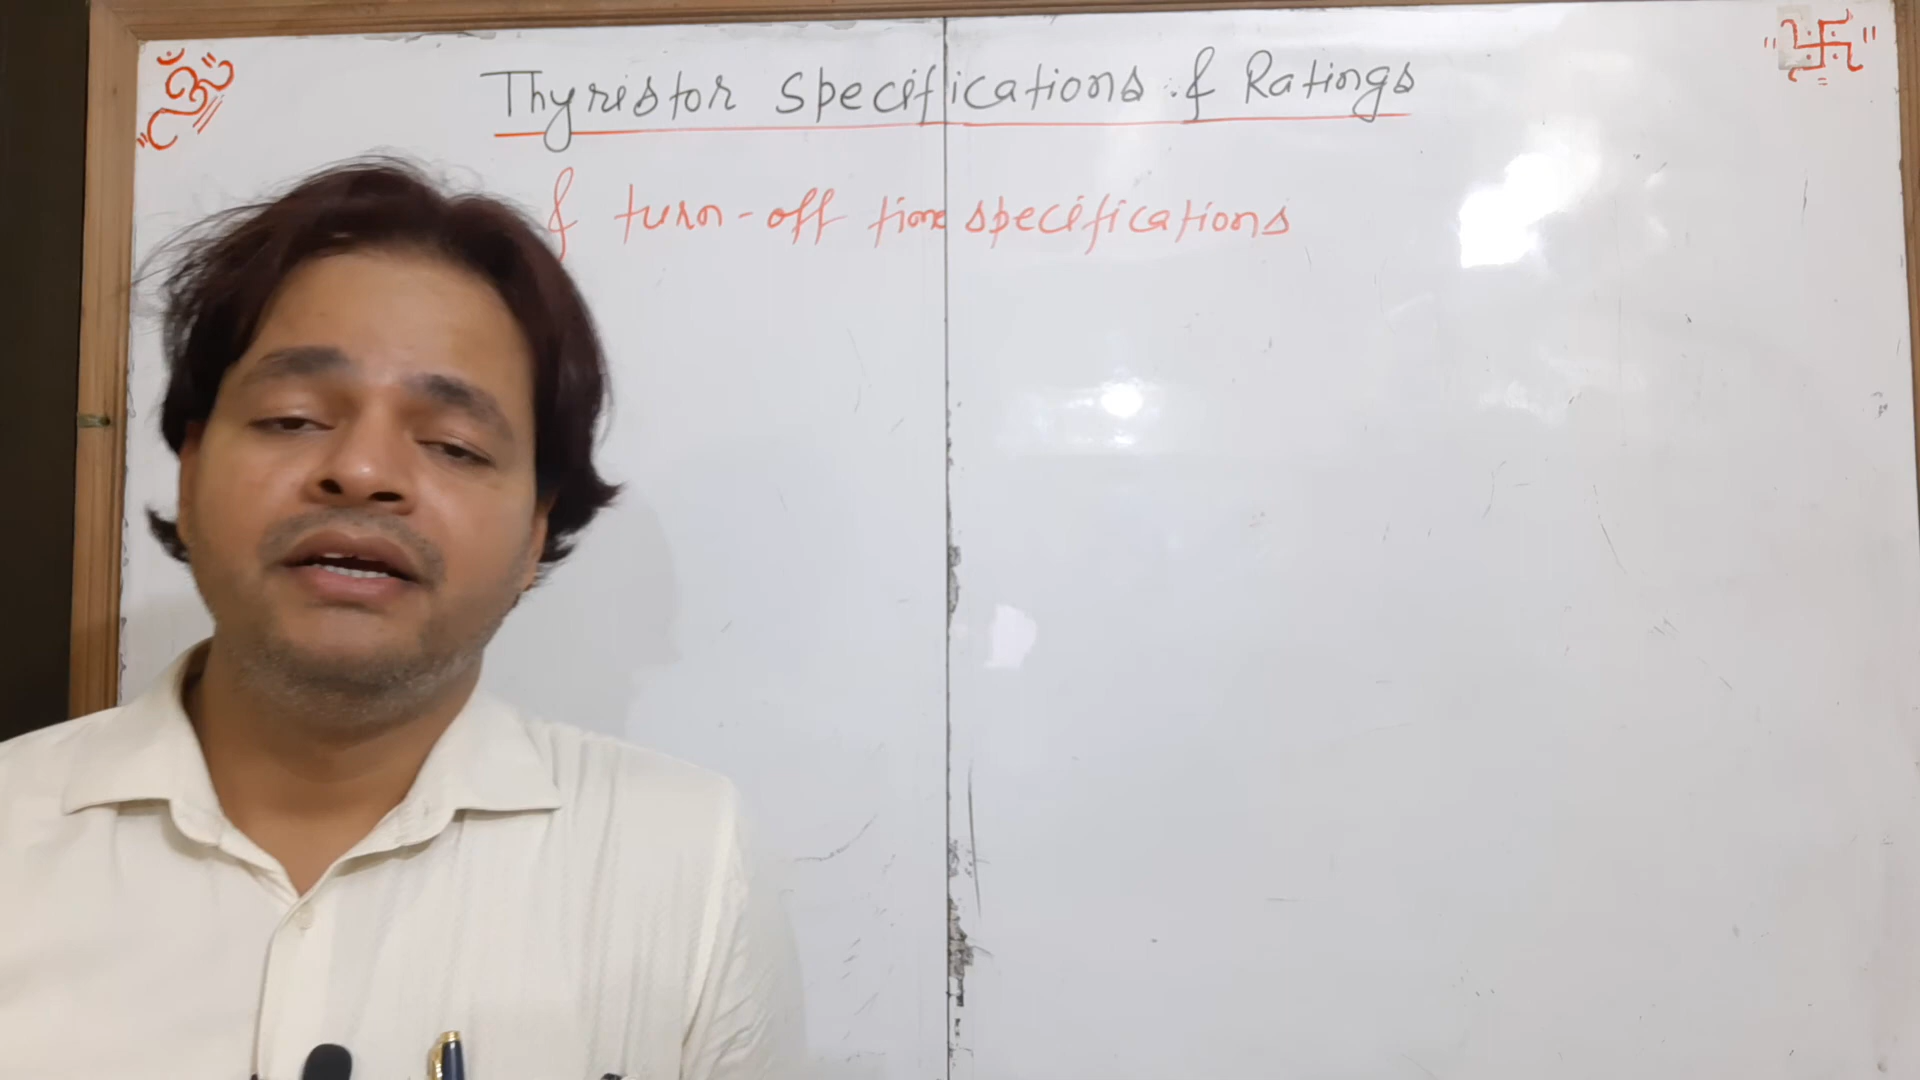 ॐ
Thyristor Specifications & Ratings
& turn-off time specifications